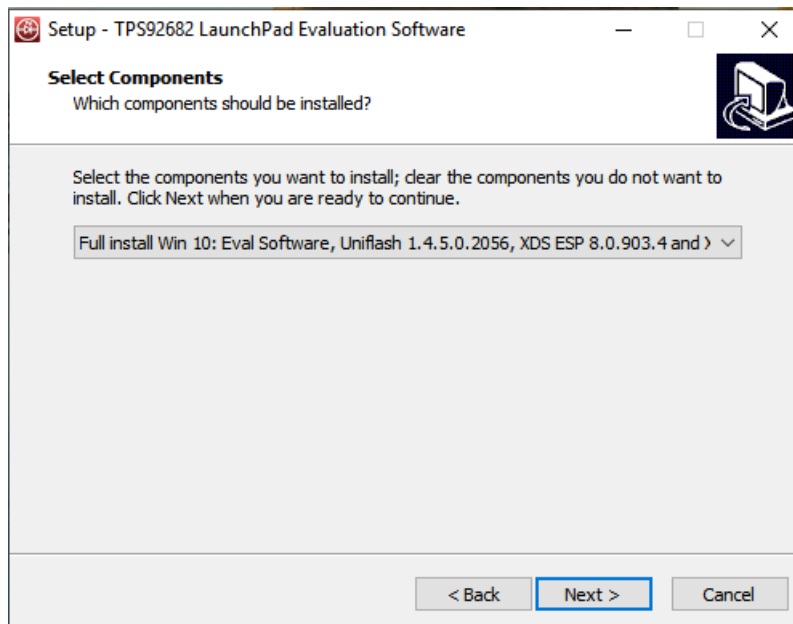 Setup - TPS92682 LaunchPad Evaluation Software
Select Components
Which components should be installed?
Select the components you want to install; clear the components you do not want to
install. Click Next when you are ready to continue.
Full install Win 10: Eval Software, Uniflash 1.4.5.0.2056, XDS ESP 8.0.903.4 and
< Back
Next >
Cancel